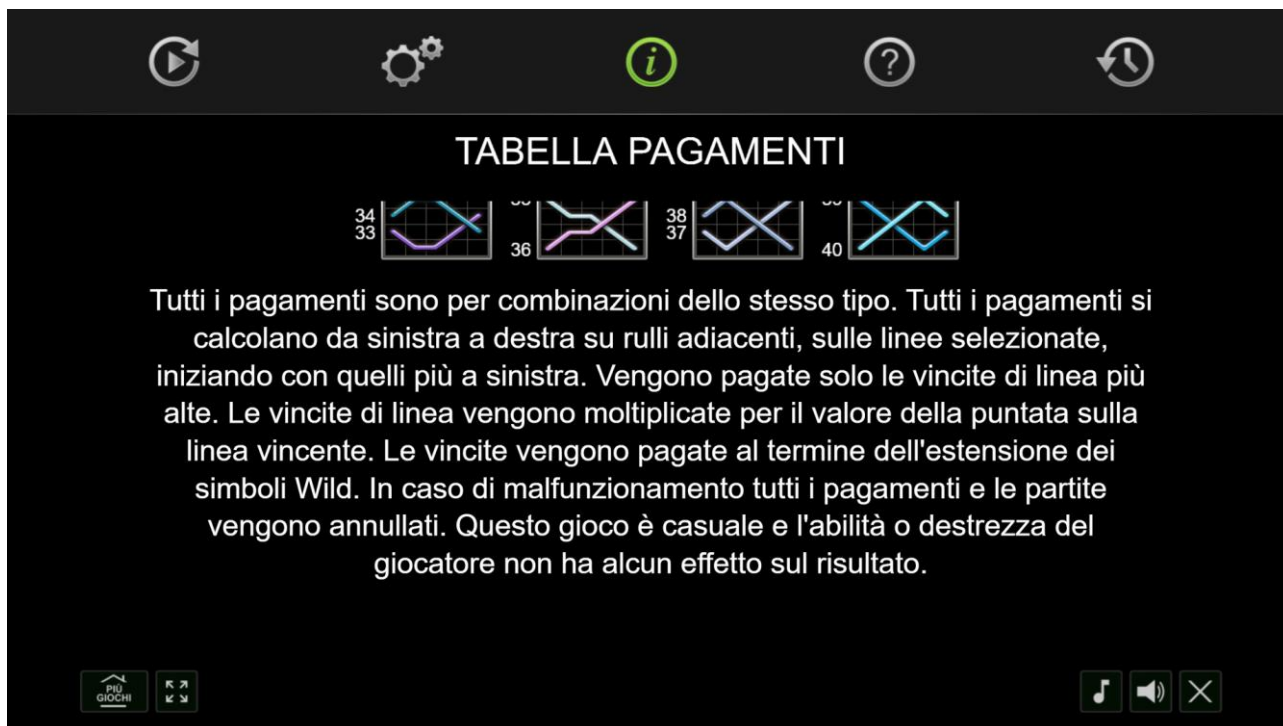 TABELLA PAGAMENTI
34
33
36
38
37
40
Tutti i pagamenti sono per combinazioni dello stesso tipo. Tutti i pagamenti si
calcolano da sinistra a destra su rulli adiacenti, sulle linee selezionate,
iniziando con quelli più a sinistra. Vengono pagate solo le vincite di linea più
alte. Le vincite di linea vengono moltiplicate per il valore della puntata sulla
linea vincente. Le vincite vengono pagate al termine dell'estensione dei
simboli Wild. In caso di malfunzionamento tutti i pagamenti e le partite
vengono annullati. Questo gioco è casuale e l'abilità o destrezza del
giocatore non ha alcun effetto sul risultato.
PIÙ
GIOCHI